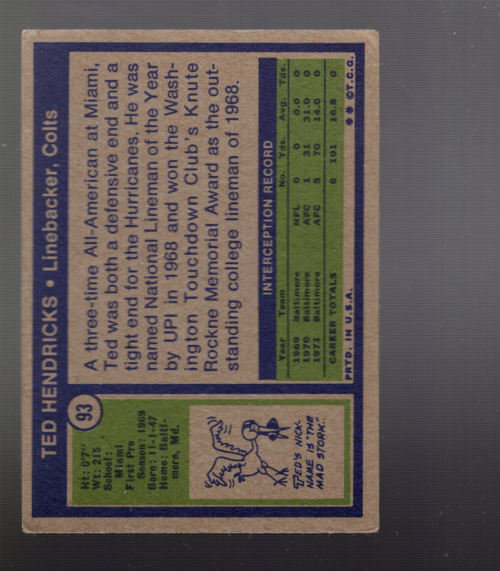 TED HENDRICKS • Linebacker, Colts
93
Ht: 6'7"
Wt: 215
School:
Miami
First Pro
Season: 1969
Born: 11-1-47
Home: Balti-
more, Md.
TED'S NICK-
NAME IS "THE
MAD STORK."
A three-time All-American at Miami,
Ted was both a defensive end and a
tight end for the Hurricanes. He was
named National Lineman of the Year
by UPI in 1968 and won the Wash-
ington Touchdown Club's Knute
Rockne Memorial Award as the out-
standing college lineman of 1968.
INTERCEPTION RECORD
Year Team No. Yds. Avg. Tds.
1969 Baltimore NFL 0 0 0 0
1970 Baltimore AFC 1 31 31.0 0
1971 Baltimore AFC 5 70 14.0 0
CAREER TOTALS 6 101 16.8 0
PRTD. IN U.S.A. ** © T.C.G.